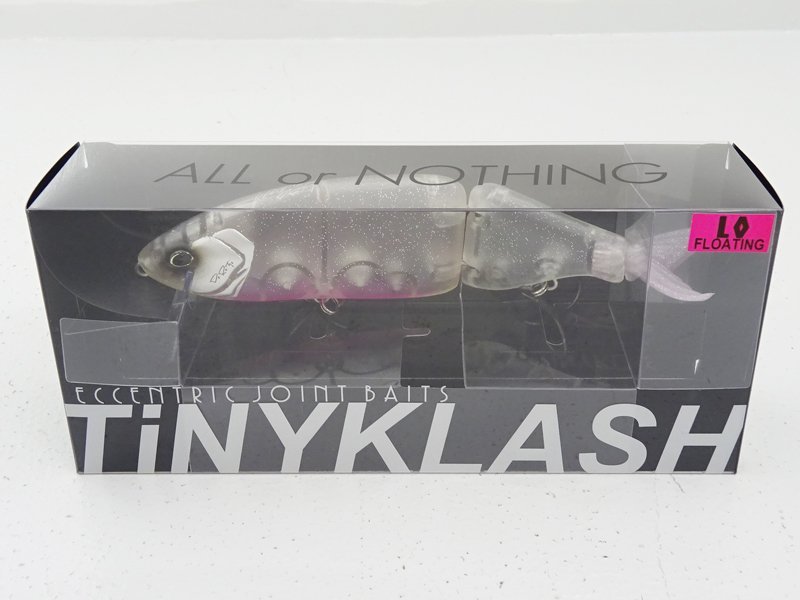 ALL or NOTHING
LO
FLOATING
ECCENTRIC JOINT BAITS
TiNYKLASH